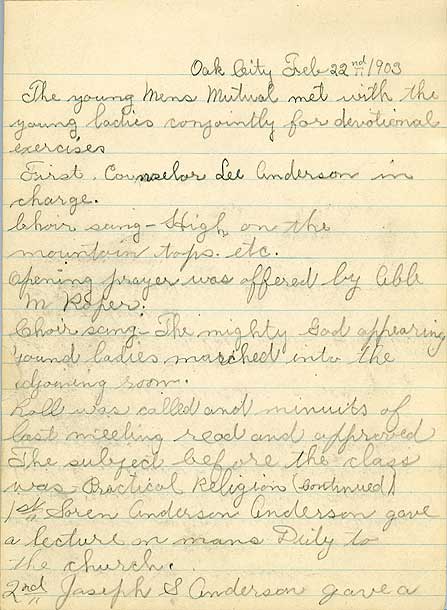 Oak City Feb 22nd 1903
The young Mens Mutual met with the
young ladies conjointly for devotional
exercises
First. Counselor Lee Anderson in
charge.
Choir sang - High on the
mountain tops. etc.
Opening prayer was offered by Able
M Roper.
Choir sang - The mighty God appearing
Yound ladies marched into the
adjoining room.
Roll was called and minuits of
last meeting read and approved
The subject before the class
was Practical Religion (continued)
1st Soren Anderson Anderson gave
a lecture on mans Duty to
the church.
2nd Joseph S Anderson gave a